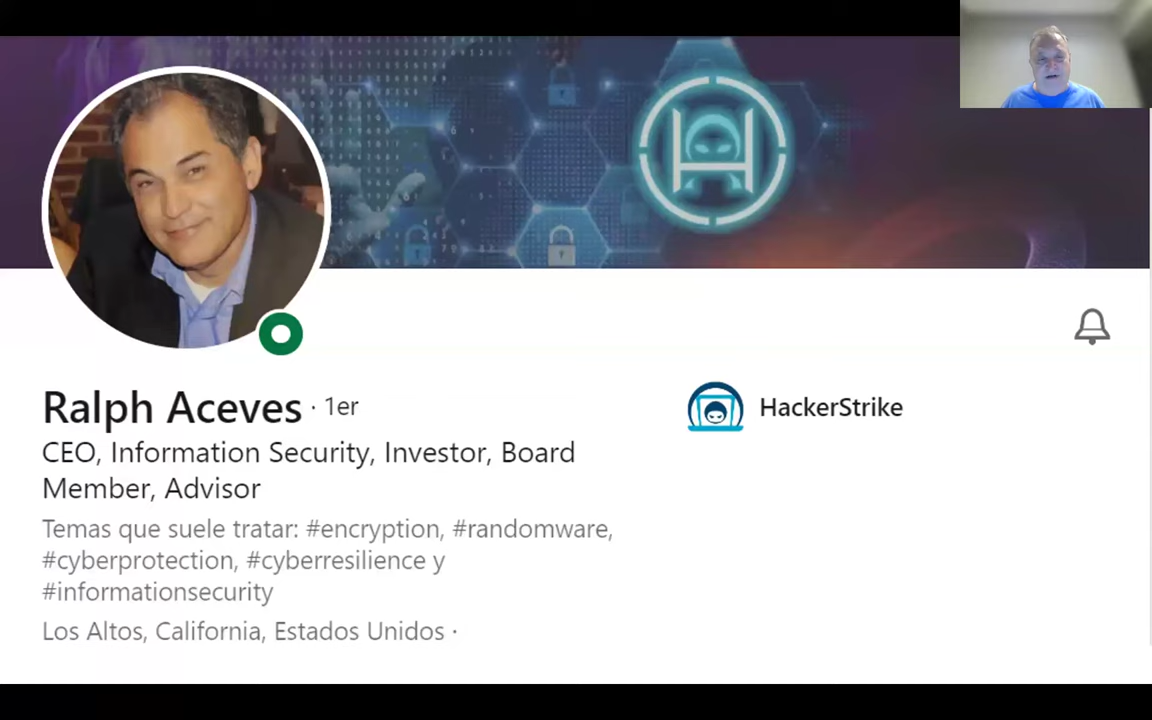 H
Ralph Aceves · 1er
HackerStrike
CEO, Information Security, Investor, Board
Member, Advisor
Temas que suele tratar: #encryption, #randomware,
#cyberprotection, #cyberresilience y
#informationsecurity
Los Altos, California, Estados Unidos ·